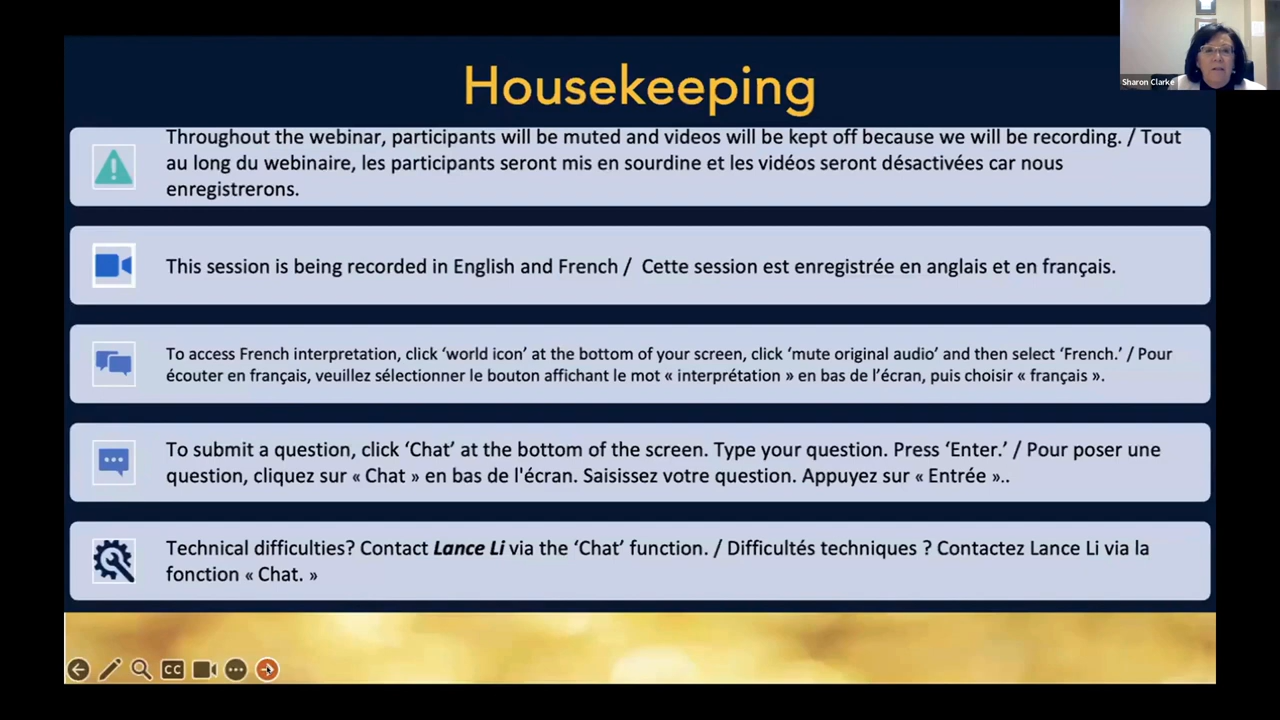 Sharon Clarke
Housekeeping
Throughout the webinar, participants will be muted and videos will be kept off because we will be recording. / Tout
au long du webinaire, les participants seront mis en sourdine et les vidéos seront désactivées car nous
enregistrerons.
This session is being recorded in English and French / Cette session est enregistrée en anglais et en français.
To access French interpretation, click ‘world icon’ at the bottom of your screen, click ‘mute original audio’ and then select ‘French.’ / Pour
écouter en français, veuillez sélectionner le bouton affichant le mot « interprétation » en bas de l’écran, puis choisir « français ».
To submit a question, click ‘Chat’ at the bottom of the screen. Type your question. Press ‘Enter.’ / Pour poser une
question, cliquez sur « Chat » en bas de l'écran. Saisissez votre question. Appuyez sur « Entrée »..
Technical difficulties? Contact Lance Li via the ‘Chat’ function. / Difficultés techniques ? Contactez Lance Li via la
fonction « Chat. »
CC